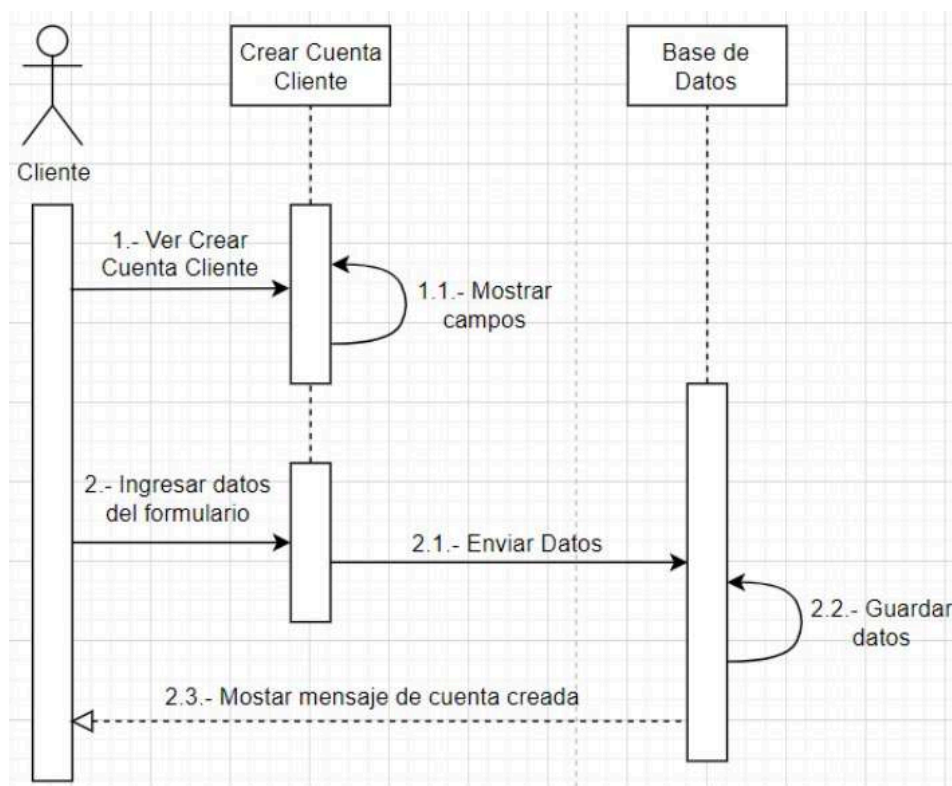 Crear Cuenta
Cliente
Base de
Datos
Cliente
1.- Ver Crear
Cuenta Cliente
1.1.- Mostrar
campos
2.- Ingresar datos
del formulario
2.1.- Enviar Datos
2.2.- Guardar
datos
2.3.- Mostar mensaje de cuenta creada